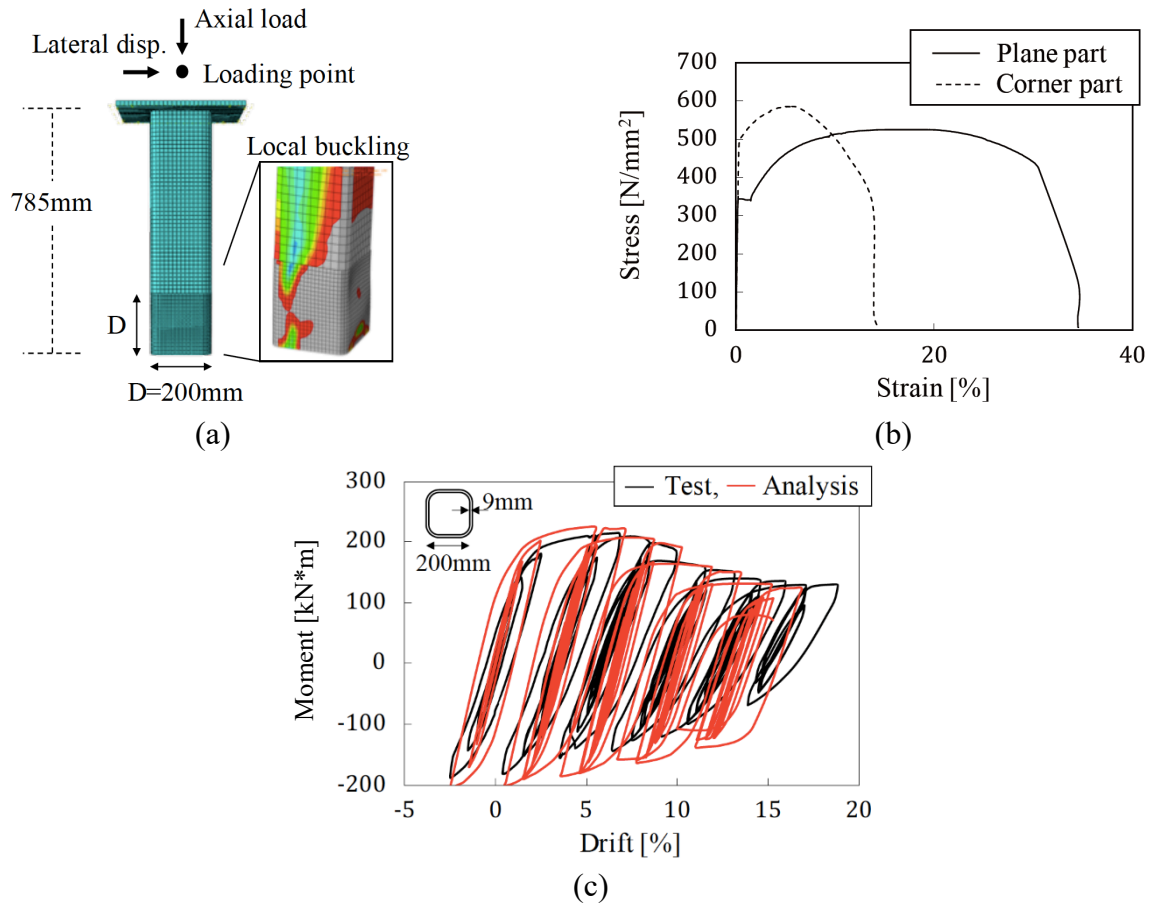 Axial load
Lateral disp.
Loading point
Local buckling
785mm
D
D=200mm
(a)
Plane part
Corner part
700
600
500
400
300
200
100
0
0 20 40
Stress [N/mm²]
Strain [%]
(b)
Test, Analysis
9mm
200mm
300
200
100
0
-100
-200
-5 0 5 10 15 20
Moment [kN*m]
Drift [%]
(c)